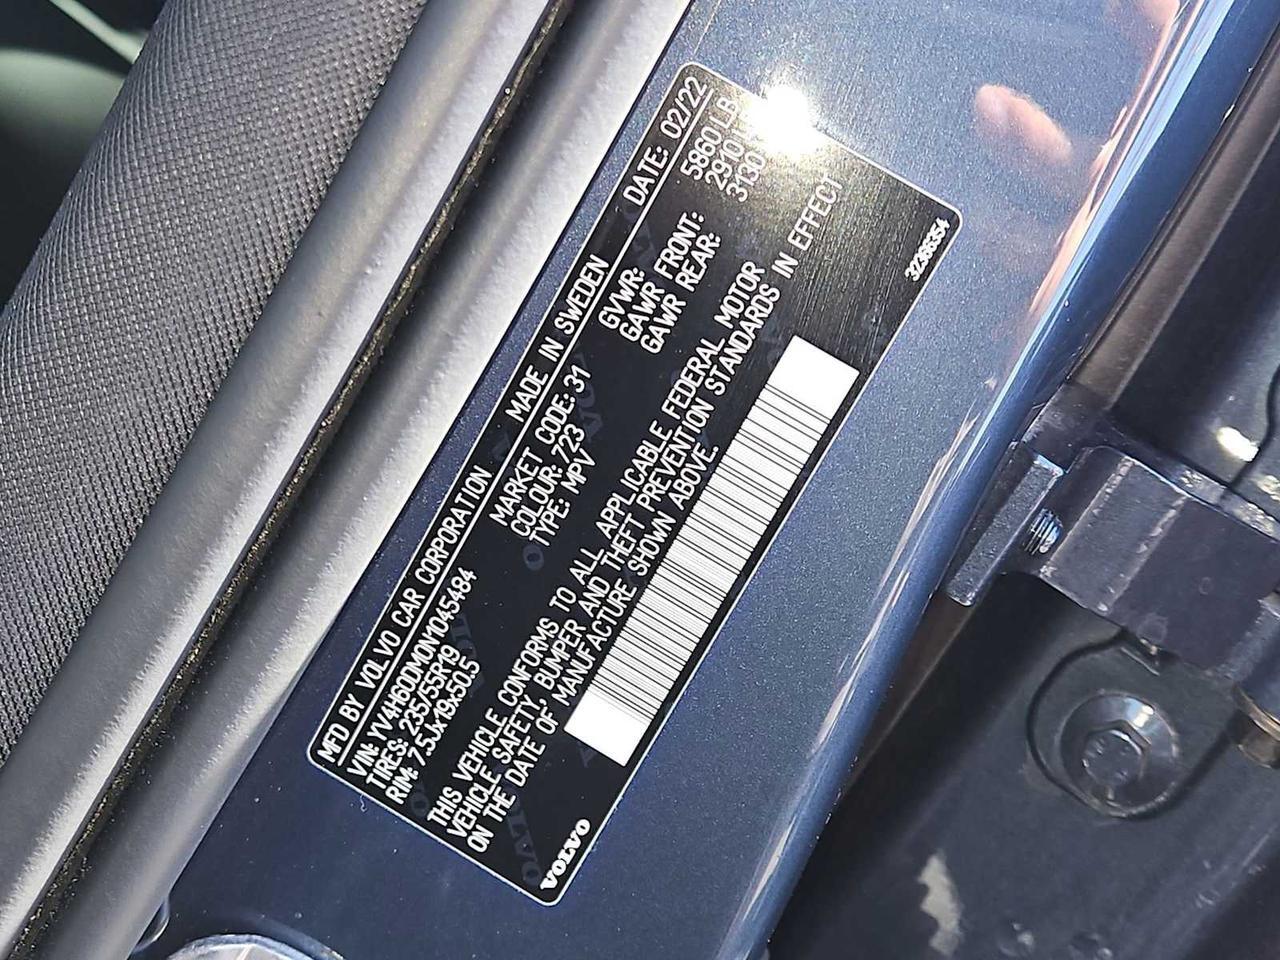 MFD BY VOLVO CAR CORPORATION MADE IN SWEDEN DATE: 02/22
VIN: YV4H60DM0N1045484 MARKET CODE: 31 GVWR: 5860 LB
TIRES: 235/55R19 COLOUR: 723 GAWR FRONT: 2910
RIM: 7.5Jx19x50.5 TYPE: MPV GAWR REAR: 3130
THIS VEHICLE CONFORMS TO ALL APPLICABLE FEDERAL MOTOR
VEHICLE SAFETY, BUMPER AND THEFT PREVENTION STANDARDS IN EFFECT
ON THE DATE OF MANUFACTURE SHOWN ABOVE.
VOLVO 32366354